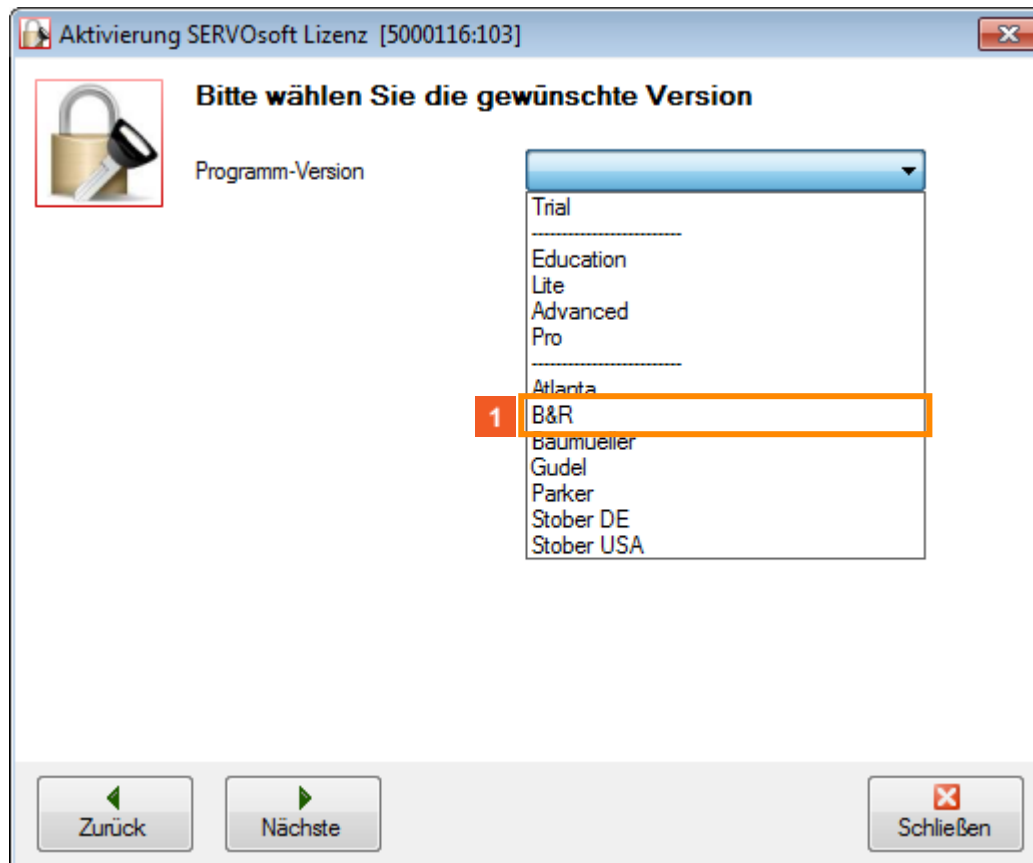 Aktivierung SERVOsoft Lizenz [5000116:103]
Bitte wählen Sie die gewünschte Version
Programm-Version
Trial
------------------------
Education
Lite
Advanced
Pro
------------------------
Atlanta
1 B&R
Baumueller
Gudel
Parker
Stober DE
Stober USA
Zurück Nächste Schließen